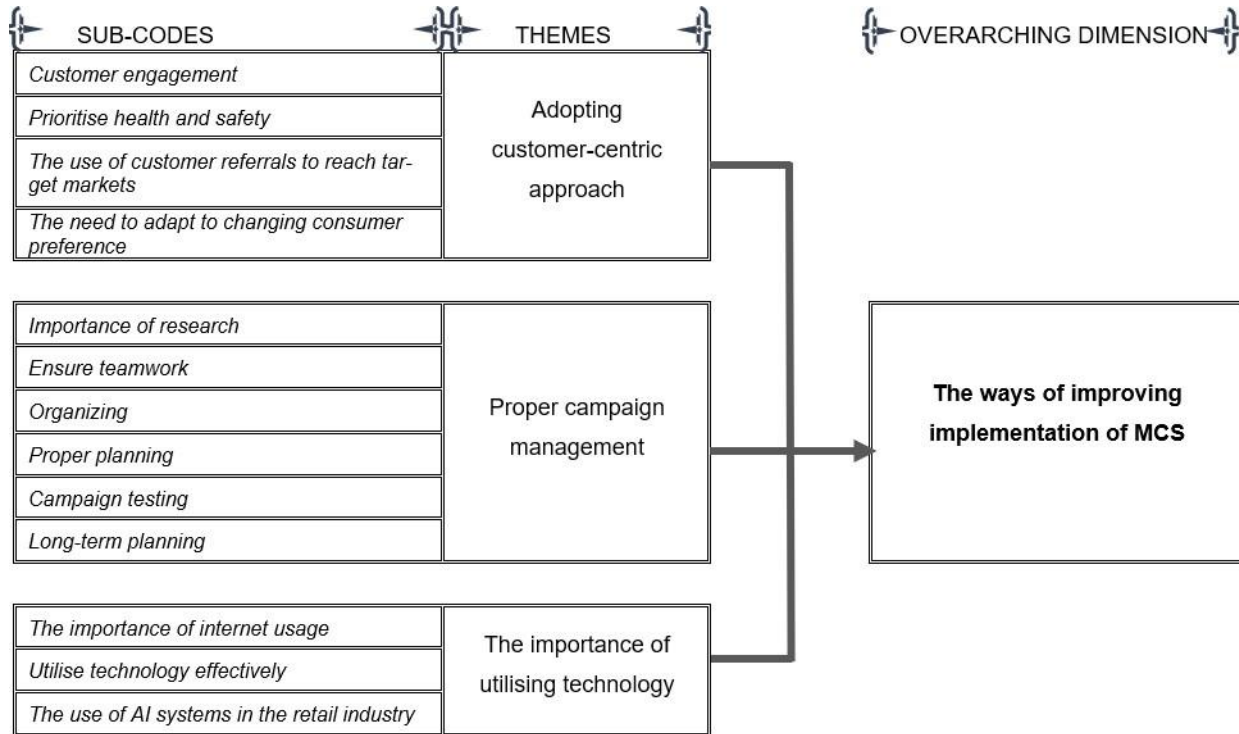 SUB-CODES
THEMES
OVERARCHING DIMENSION
Customer engagement
Prioritise health and safety
The use of customer referrals to reach tar-
get markets
The need to adapt to changing consumer
preference
Adopting
customer-centric
approach
Importance of research
Ensure teamwork
Organizing
Proper planning
Campaign testing
Long-term planning
Proper campaign
management
The ways of improving
implementation of MCS
The importance of internet usage
Utilise technology effectively
The use of AI systems in the retail industry
The importance of
utilising technology